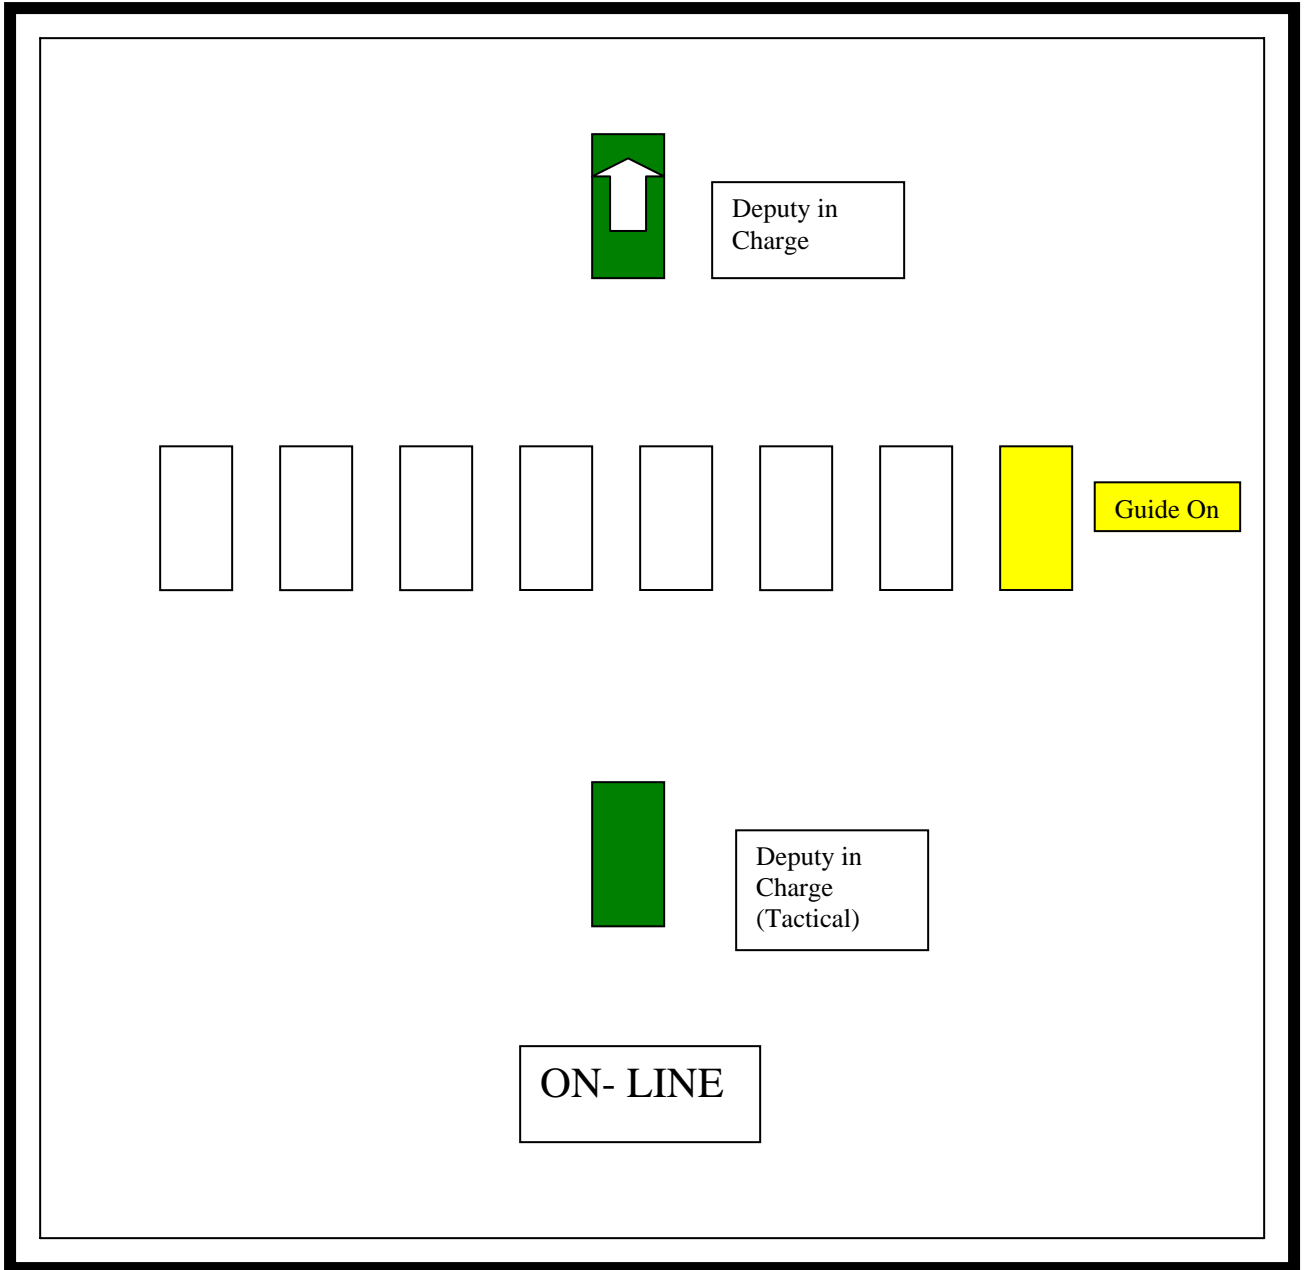 Deputy in
Charge
Guide On
Deputy in
Charge
(Tactical)
ON- LINE